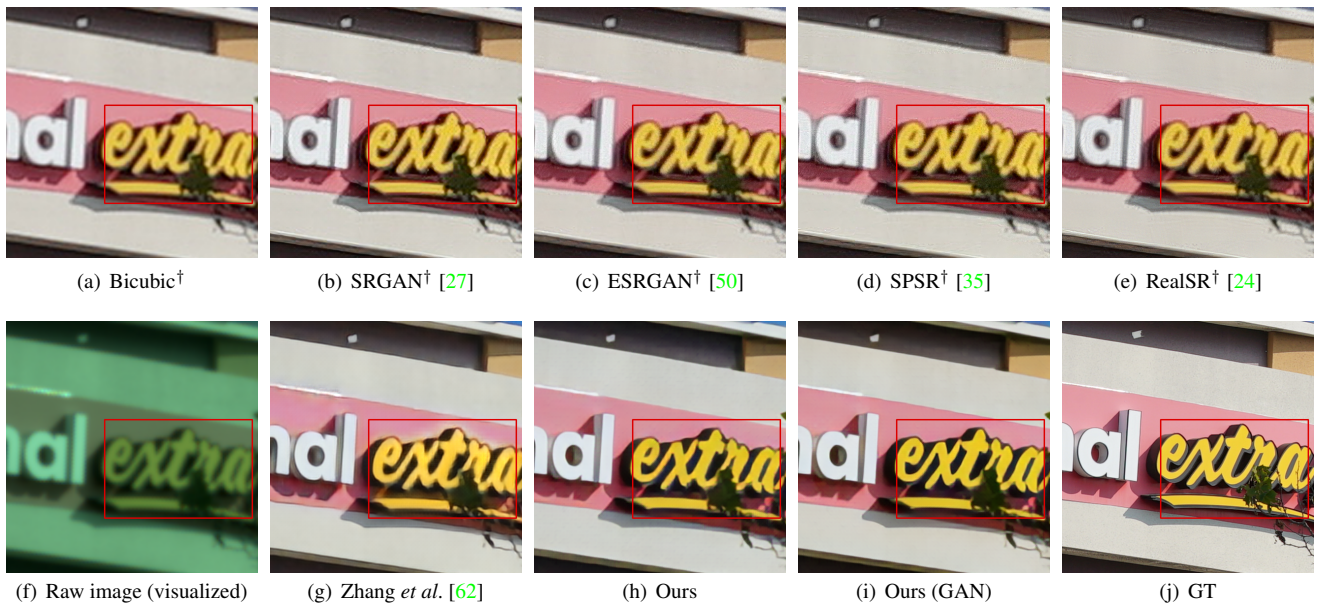 nal extra
nal extra
nal extra
nal extra
nal extra
(a) Bicubic†
(b) SRGAN† [27]
(c) ESRGAN† [50]
(d) SPSR† [35]
(e) RealSR† [24]
nal extra
nal extra
nal extra
nal extra
nal extra
(f) Raw image (visualized)
(g) Zhang et al. [62]
(h) Ours
(i) Ours (GAN)
(j) GT